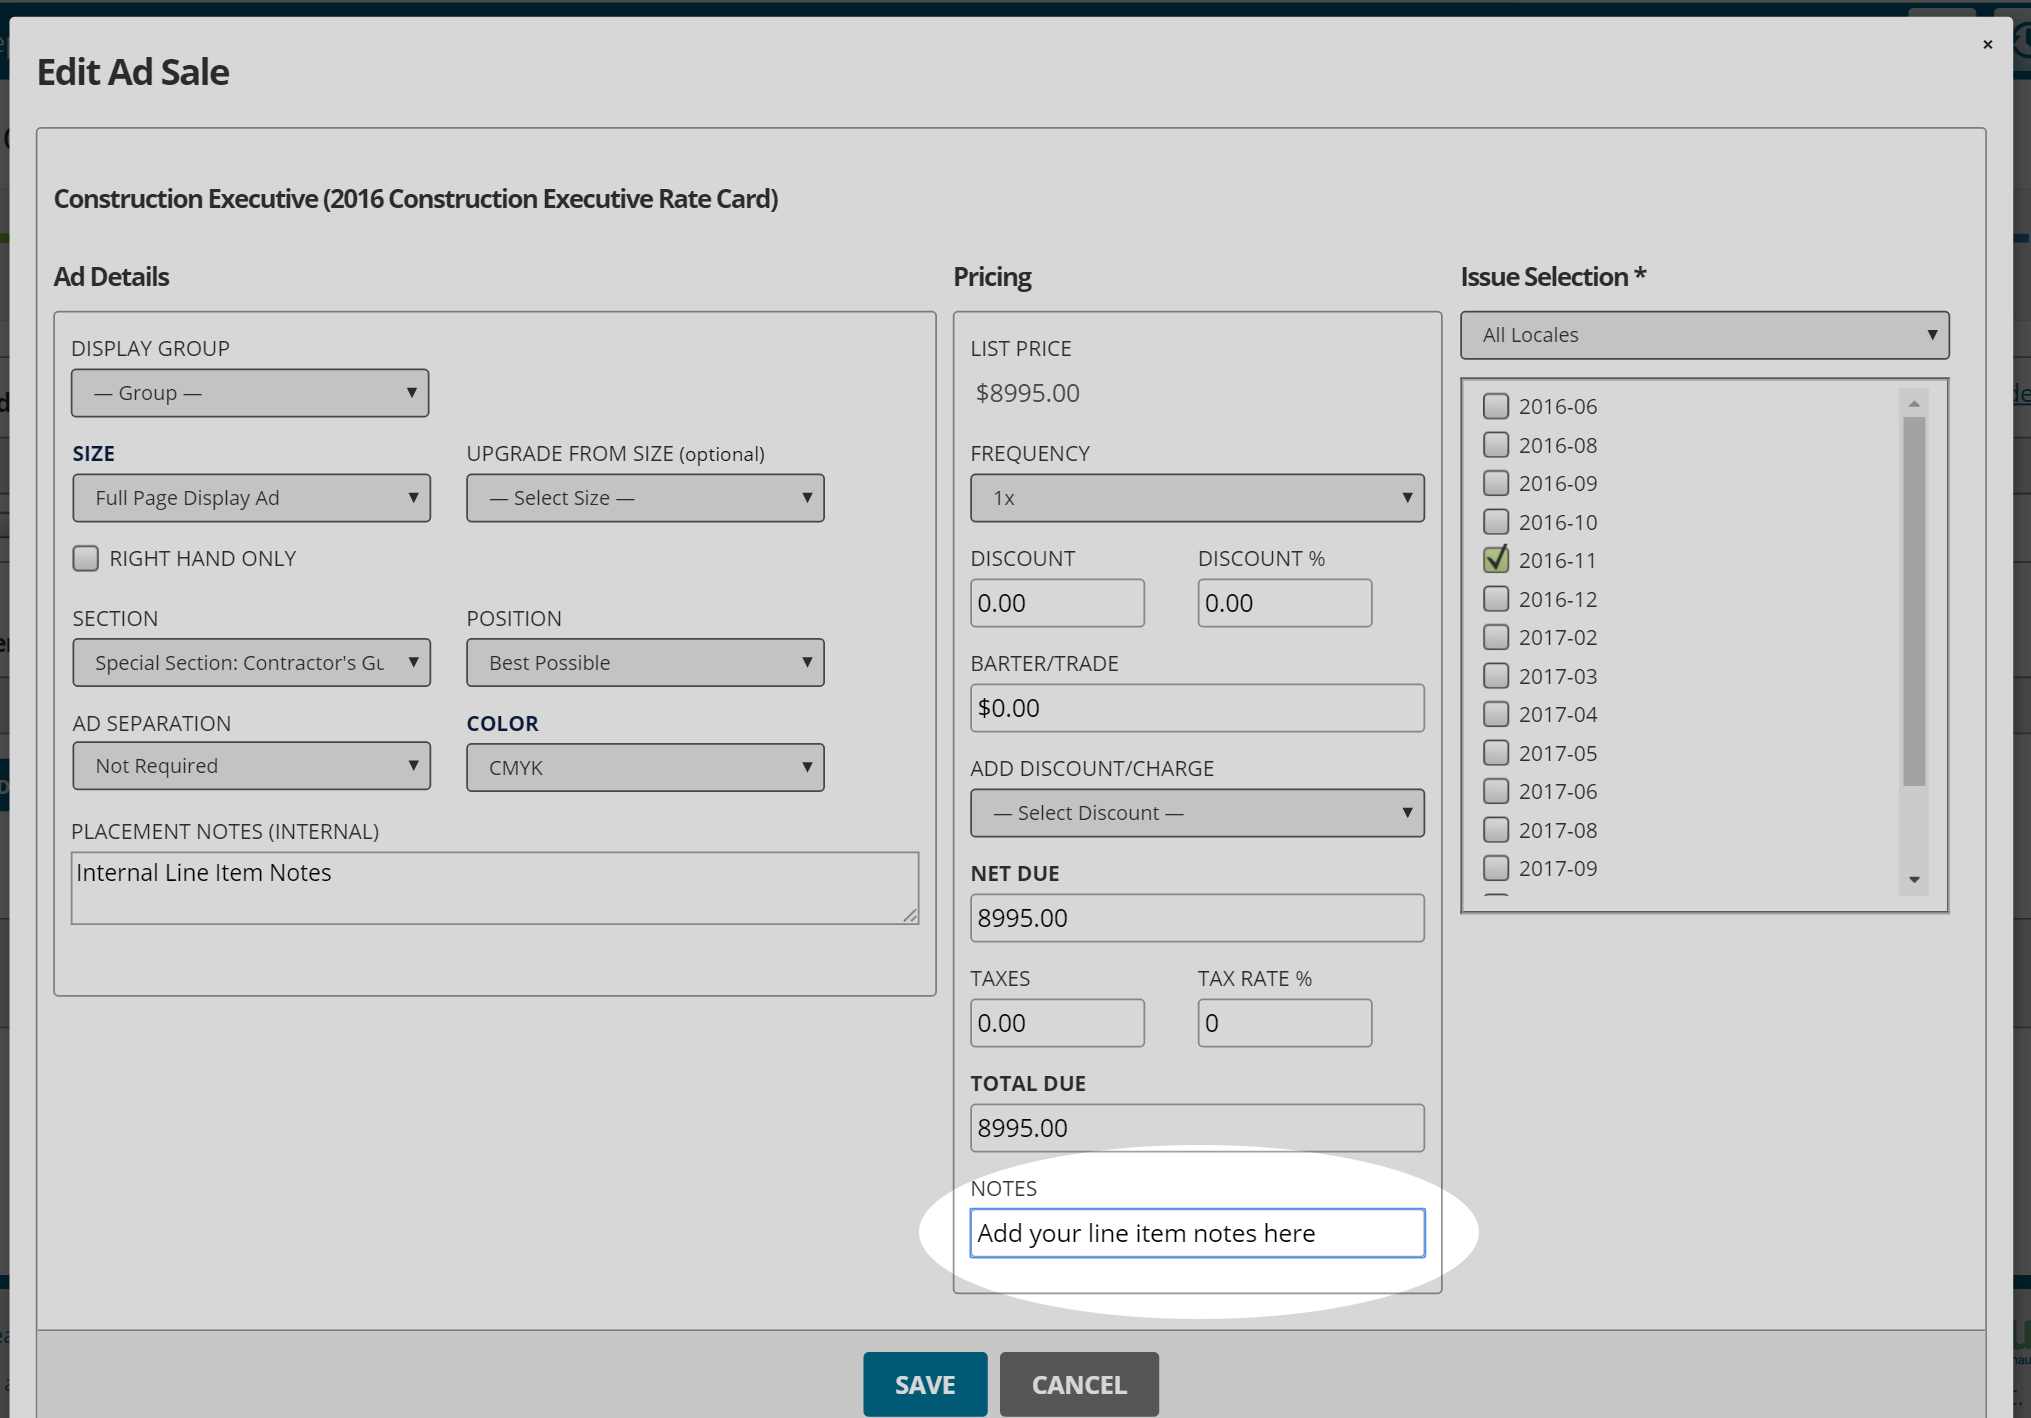 Edit Ad Sale
×
Construction Executive (2016 Construction Executive Rate Card)
Ad Details
DISPLAY GROUP
— Group —
SIZE
UPGRADE FROM SIZE (optional)
Full Page Display Ad
— Select Size —
RIGHT HAND ONLY
SECTION
POSITION
Special Section: Contractor's Gu
Best Possible
AD SEPARATION
COLOR
Not Required
CMYK
PLACEMENT NOTES (INTERNAL)
Internal Line Item Notes
Pricing
LIST PRICE
$8995.00
FREQUENCY
1x
DISCOUNT
DISCOUNT %
0.00
0.00
BARTER/TRADE
$0.00
ADD DISCOUNT/CHARGE
— Select Discount —
NET DUE
8995.00
TAXES
TAX RATE %
0.00
0
TOTAL DUE
8995.00
NOTES
Add your line item notes here
Issue Selection *
All Locales
2016-06
2016-08
2016-09
2016-10
2016-11
2016-12
2017-02
2017-03
2017-04
2017-05
2017-06
2017-08
2017-09
SAVE
CANCEL